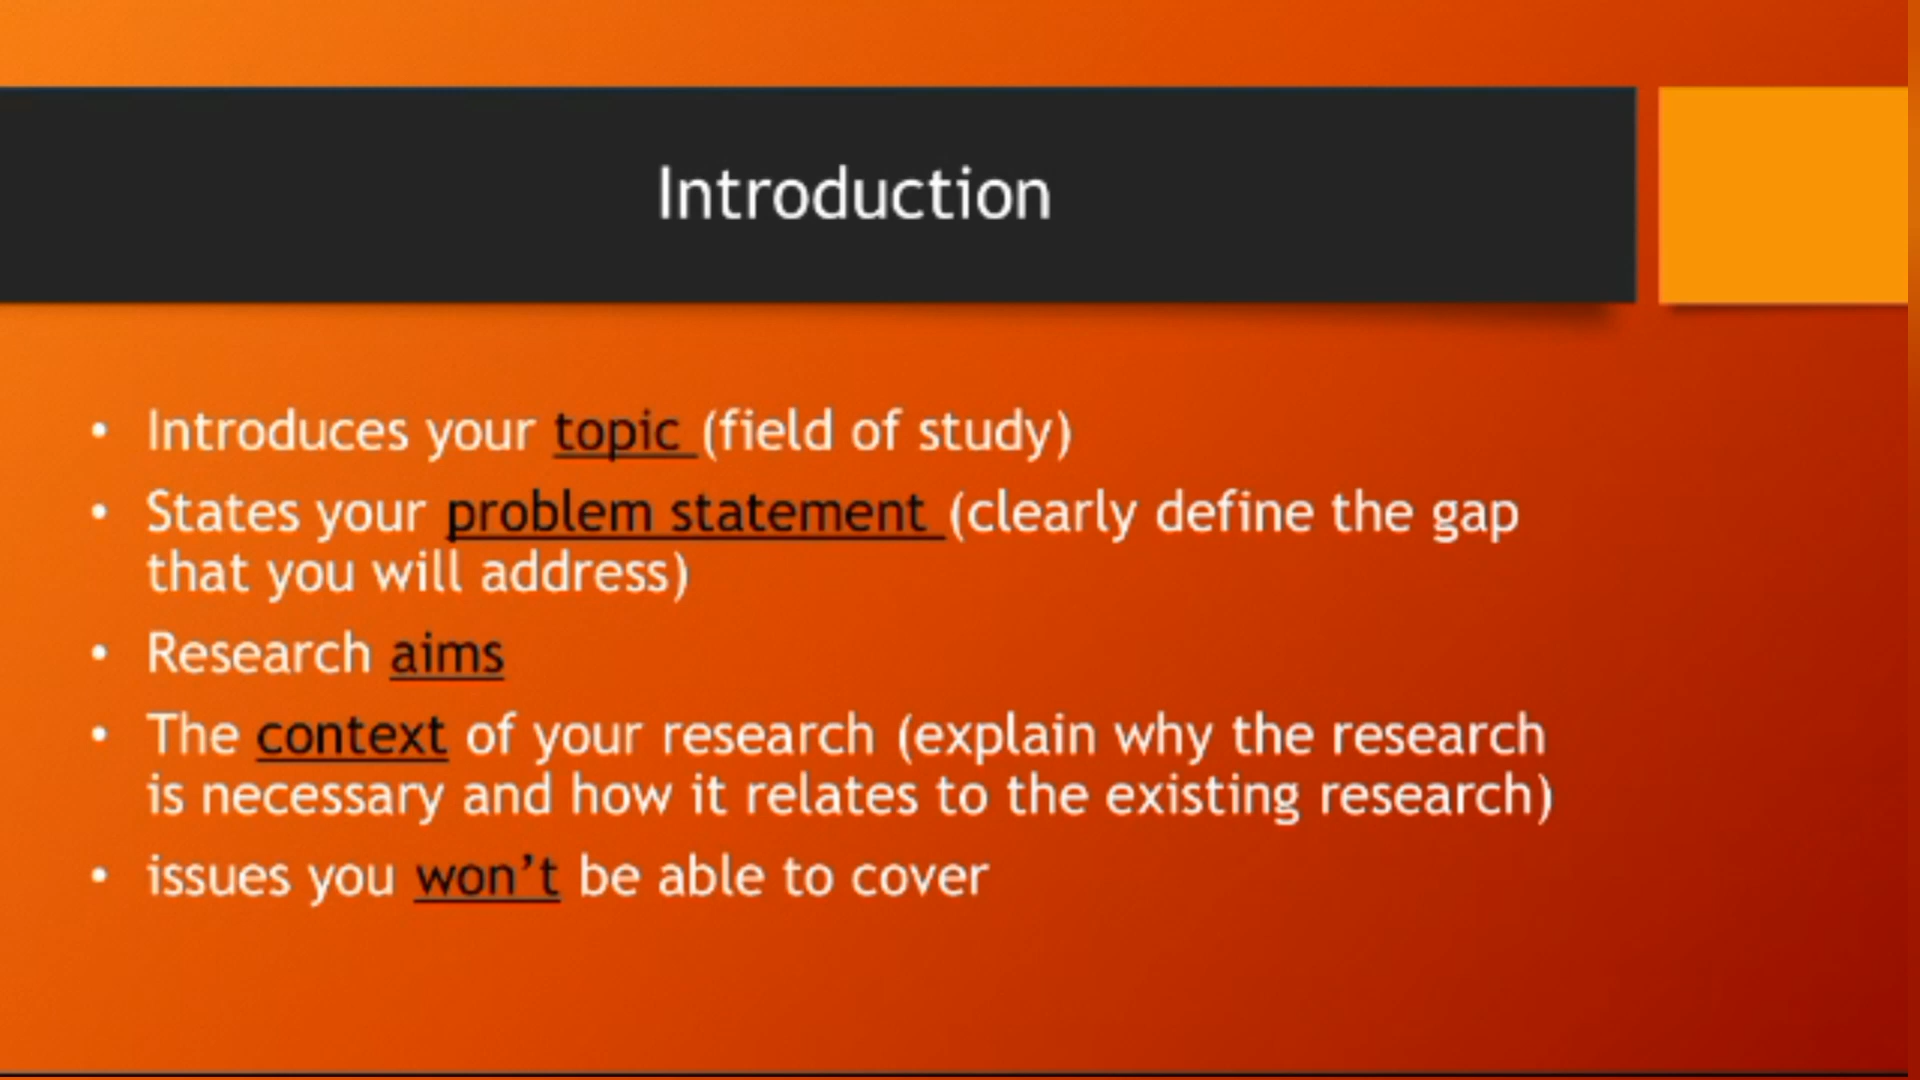 Introduction
• Introduces your topic (field of study)
• States your problem statement (clearly define the gap
that you will address)
• Research aims
• The context of your research (explain why the research
is necessary and how it relates to the existing research)
• issues you won’t be able to cover